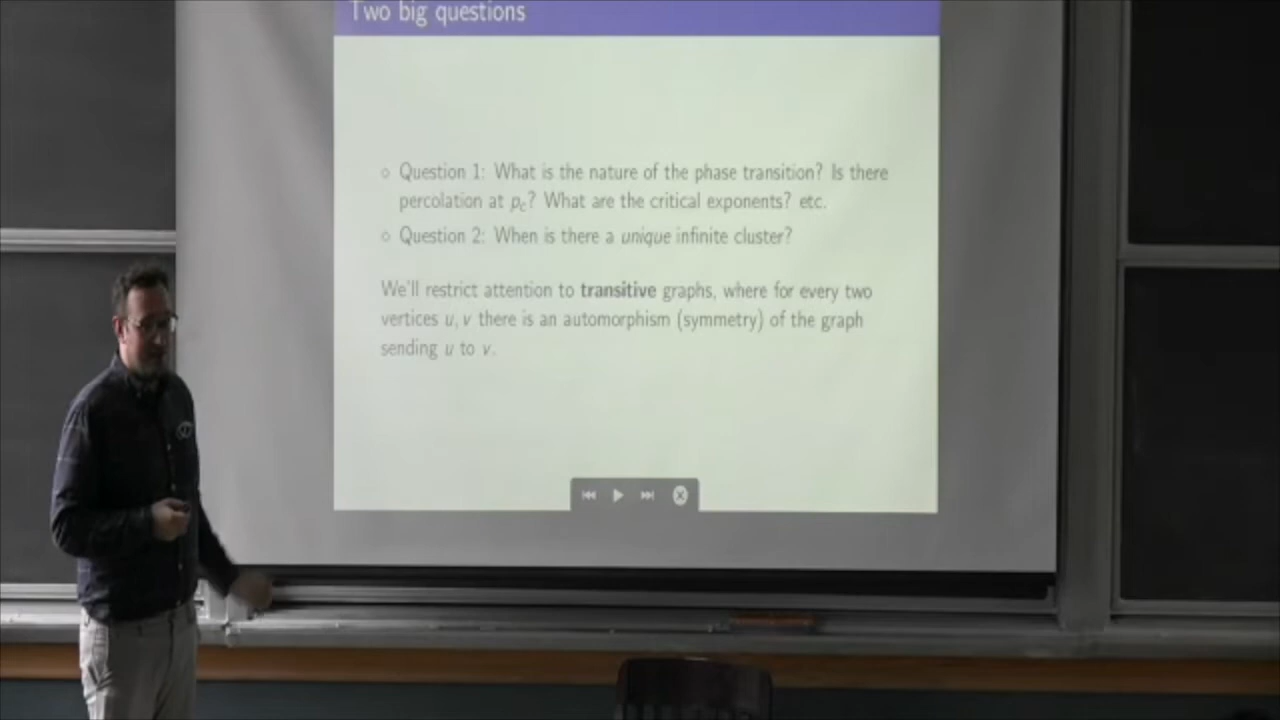 Two big questions
◦ Question 1: What is the nature of the phase transition? Is there
percolation at p_c? What are the critical exponents? etc.
◦ Question 2: When is there a unique infinite cluster?
We'll restrict attention to transitive graphs, where for every two
vertices u, v there is an automorphism (symmetry) of the graph
sending u to v.